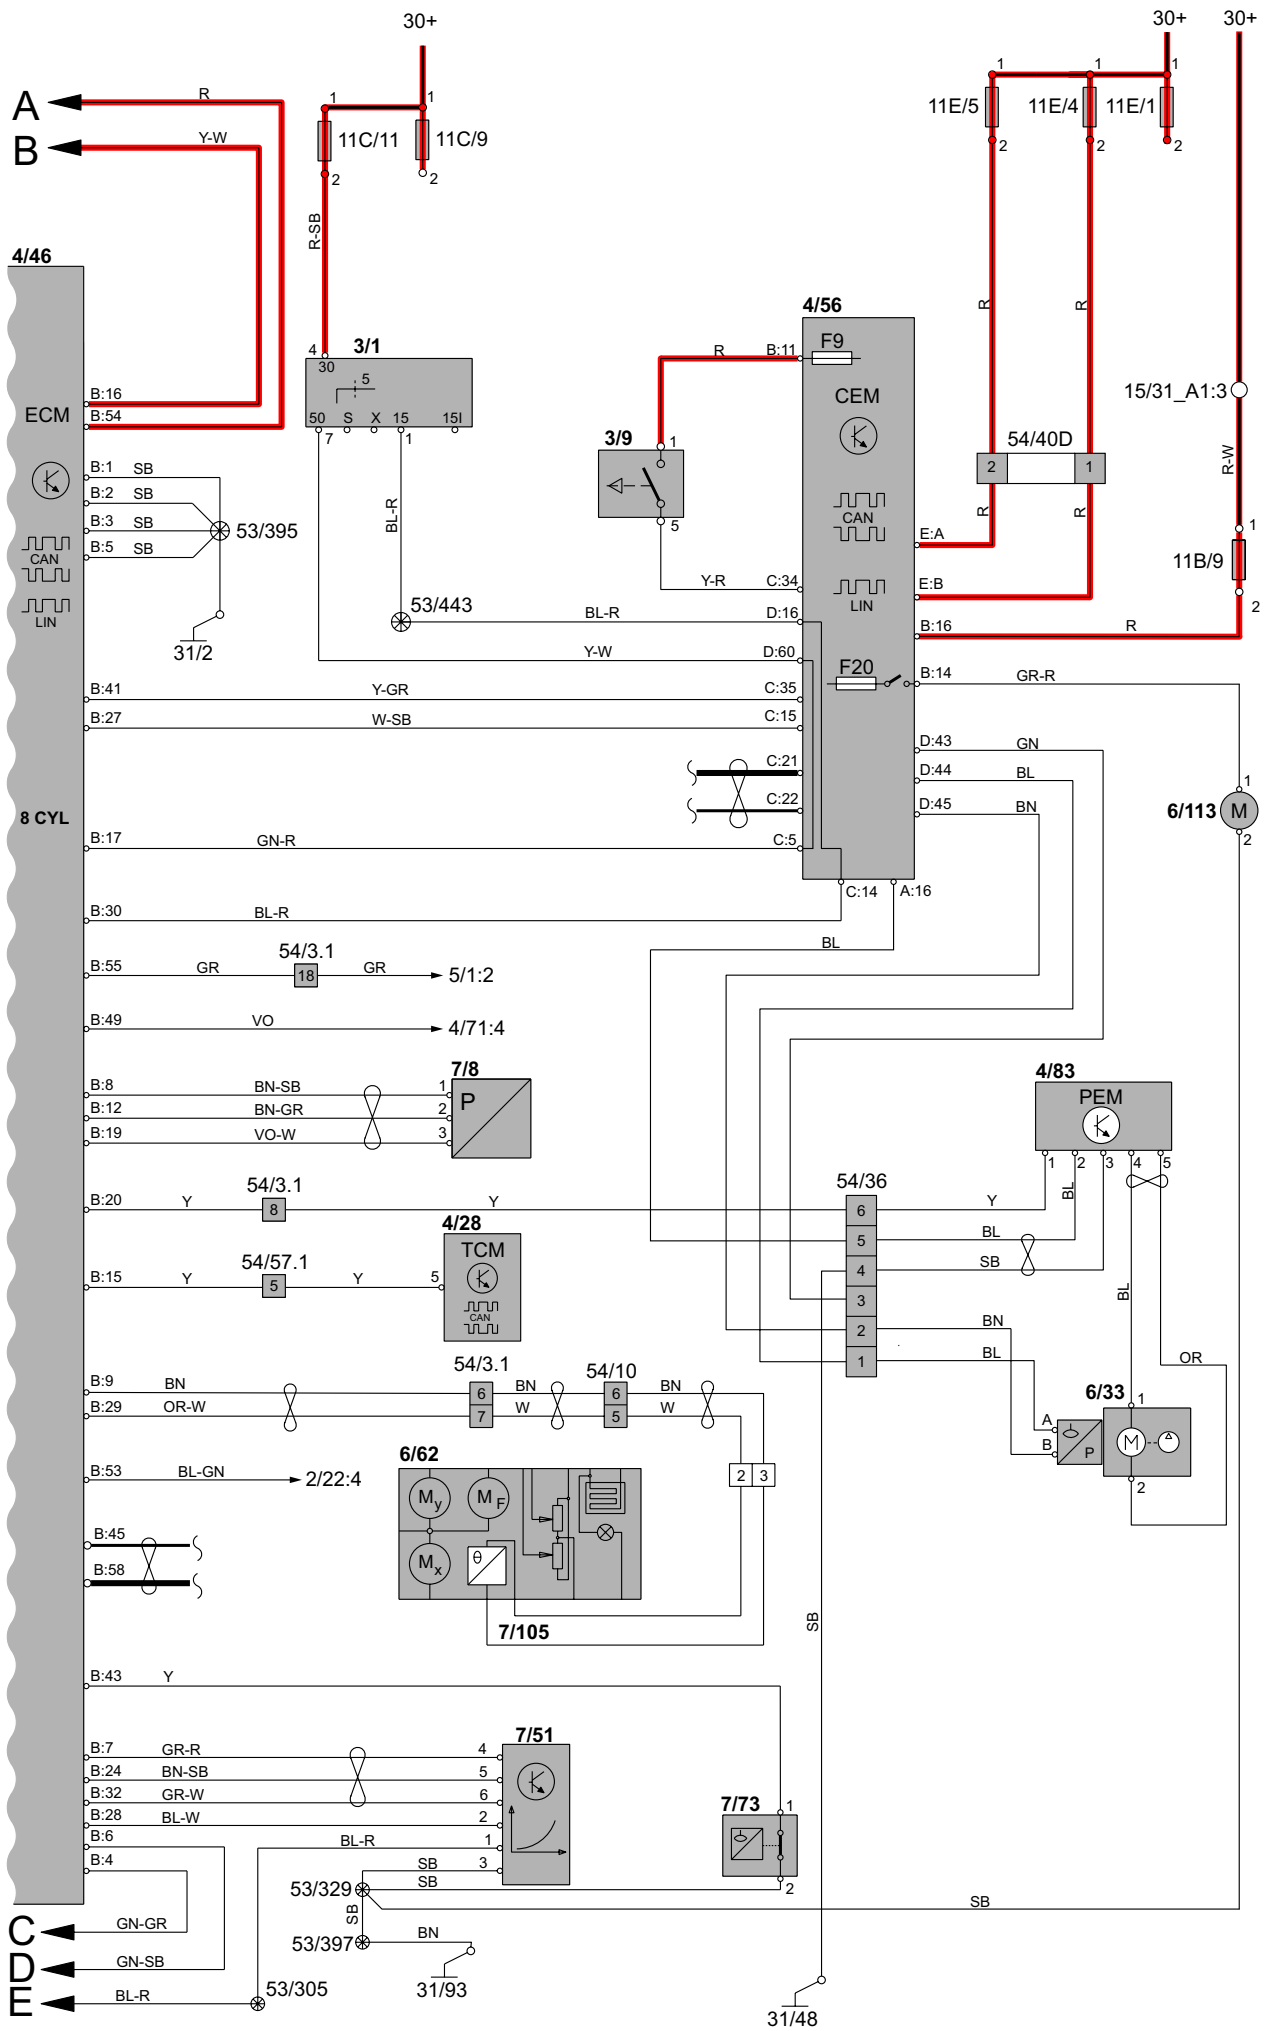 30+ 30+ 30+
A R
B Y-W
1 1 11C/11 11C/9 2 2
1 1 1 11E/5 11E/4 11E/1 2 2 2
R-SB
4/46
ECM
CAN
LIN
8 CYL
B:16
B:54
B:1 SB
B:2 SB
B:3 SB
B:5 SB
53/395
31/2
4 3/1
30
5
50 S X 15 15I
7 1
BL-R
53/443
3/9
1
5
4/56
R B:11 F9
CEM
CAN
LIN
R R
15/31_A1:3
54/40D
2 1
R R
R-W
1
11B/9
2
E:A
E:B
Y-R C:34
BL-R D:16
B:16 R
Y-W D:60
F20 B:14 GR-R
B:41 Y-GR C:35
B:27 W-SB C:15
D:43 GN
C:21
D:44 BL
C:22
D:45 BN
1
6/113 M
2
B:17 GN-R C:5
C:14 A:16
B:30 BL-R
BL
54/3.1
B:55 GR 18 GR 5/1:2
B:49 VO 4/71:4
7/8
B:8 BN-SB 1 P
B:12 BN-GR 2
B:19 VO-W 3
4/83
PEM
1 2 3 4 5
BL
54/3.1
B:20 Y 8 Y
54/36
6 Y
5 BL
4 SB
3
2 BN
1 BL
BL
OR
4/28
TCM
CAN
54/57.1
B:15 Y 5 Y 5
54/3.1 54/10
B:9 BN 6 BN 6 BN
B:29 OR-W 7 W 5 W
6/33
1
A
B
P
M
2
B:53 BL-GN 2/22:4
6/62
My MF
Mx θ
2 3
7/105
B:45
B:58
SB
B:43 Y
7/51
B:7 GR-R 4
B:24 BN-SB 5
B:32 GR-W 6
B:28 BL-W 2
B:6
BL-R 1
B:4
SB 3
7/73
1
2
53/329 SB
SB
SB
C GN-GR
53/397 BN
31/93
D GN-SB
E BL-R 53/305
31/48